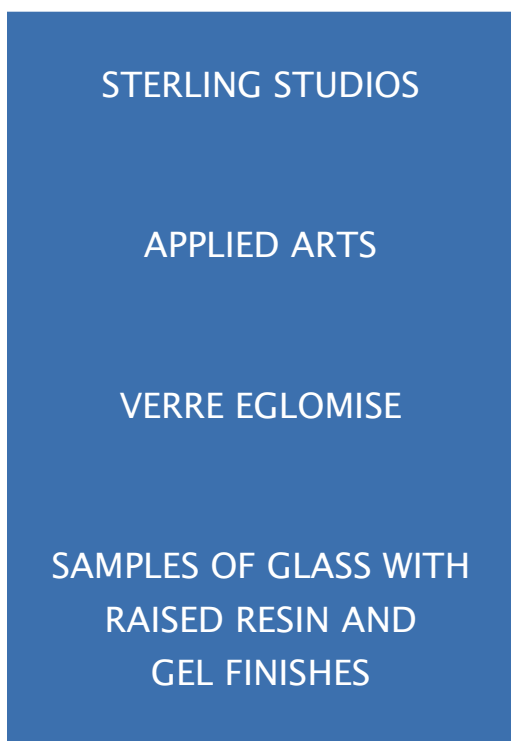 STERLING STUDIOS
APPLIED ARTS
VERRE EGLOMISE
SAMPLES OF GLASS WITH
RAISED RESIN AND
GEL FINISHES